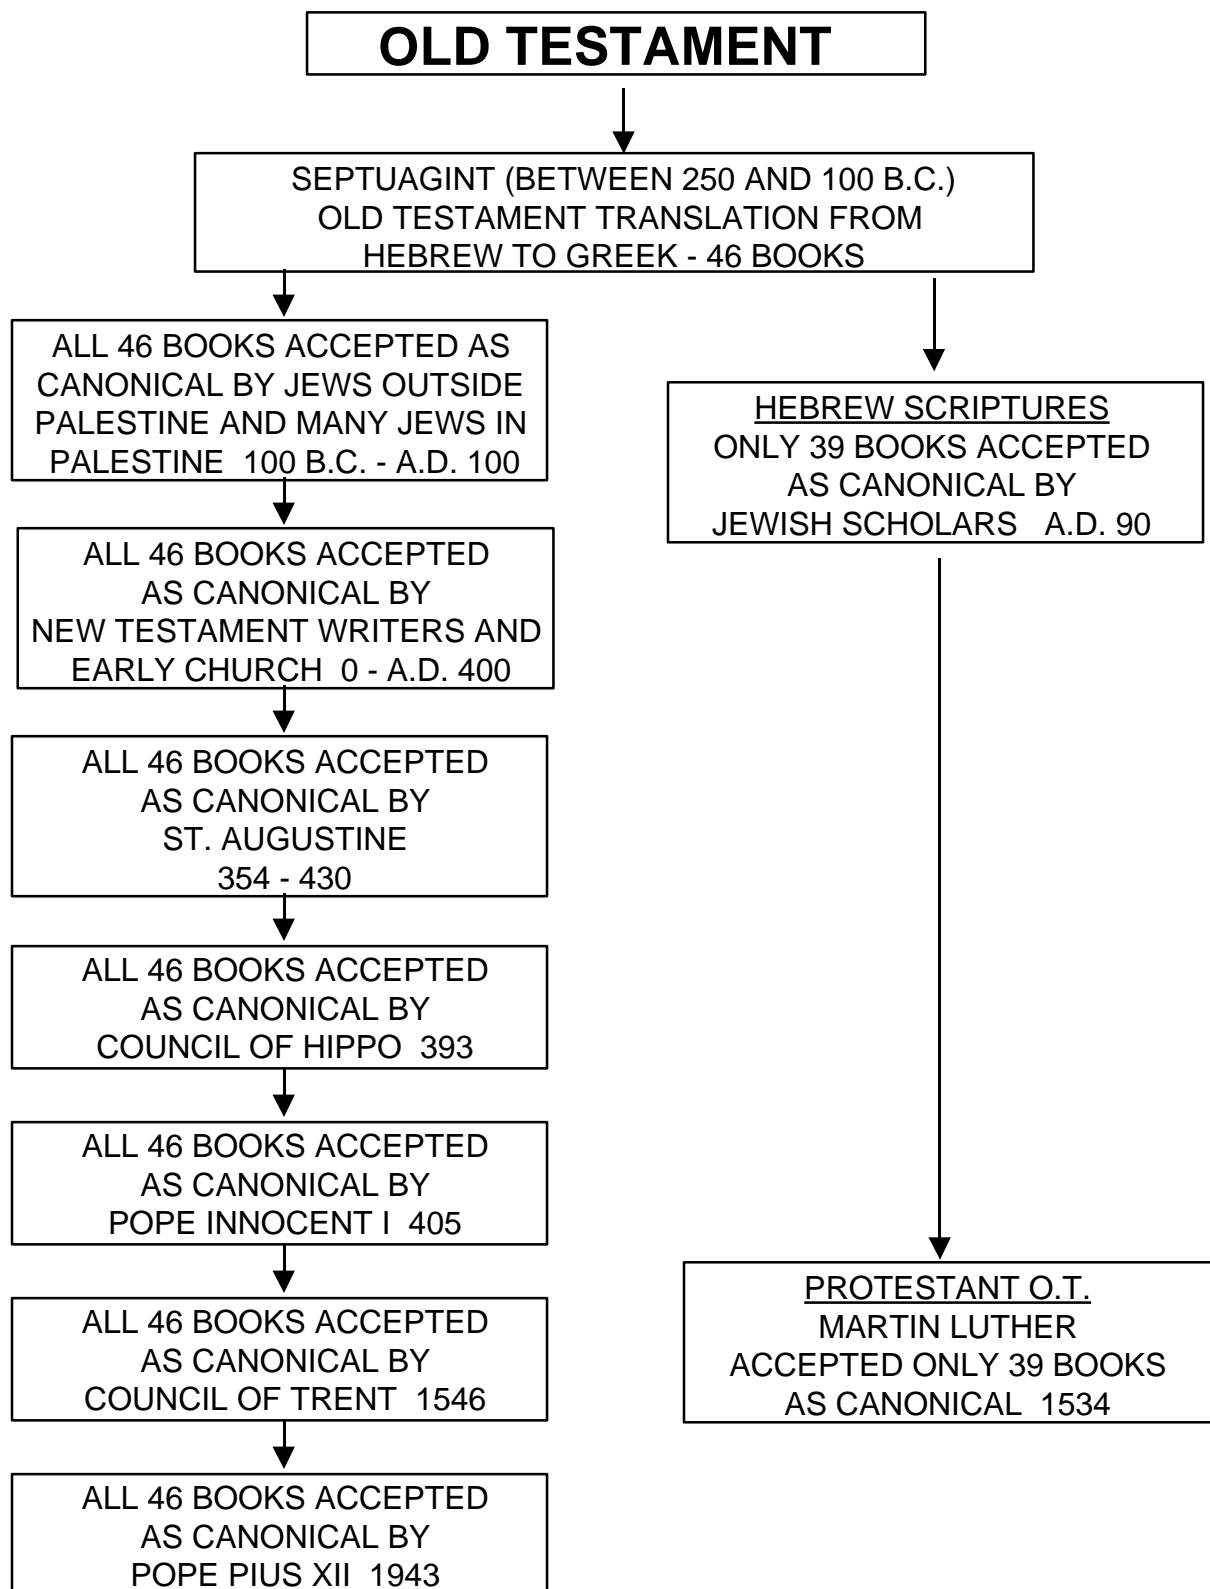 OLD TESTAMENT
SEPTUAGINT (BETWEEN 250 AND 100 B.C.)
OLD TESTAMENT TRANSLATION FROM
HEBREW TO GREEK - 46 BOOKS
ALL 46 BOOKS ACCEPTED AS
CANONICAL BY JEWS OUTSIDE
PALESTINE AND MANY JEWS IN
PALESTINE 100 B.C. - A.D. 100
ALL 46 BOOKS ACCEPTED
AS CANONICAL BY
NEW TESTAMENT WRITERS AND
EARLY CHURCH 0 - A.D. 400
ALL 46 BOOKS ACCEPTED
AS CANONICAL BY
ST. AUGUSTINE
354 - 430
ALL 46 BOOKS ACCEPTED
AS CANONICAL BY
COUNCIL OF HIPPO 393
ALL 46 BOOKS ACCEPTED
AS CANONICAL BY
POPE INNOCENT I 405
ALL 46 BOOKS ACCEPTED
AS CANONICAL BY
COUNCIL OF TRENT 1546
ALL 46 BOOKS ACCEPTED
AS CANONICAL BY
POPE PIUS XII 1943
HEBREW SCRIPTURES
ONLY 39 BOOKS ACCEPTED
AS CANONICAL BY
JEWISH SCHOLARS A.D. 90
PROTESTANT O.T.
MARTIN LUTHER
ACCEPTED ONLY 39 BOOKS
AS CANONICAL 1534